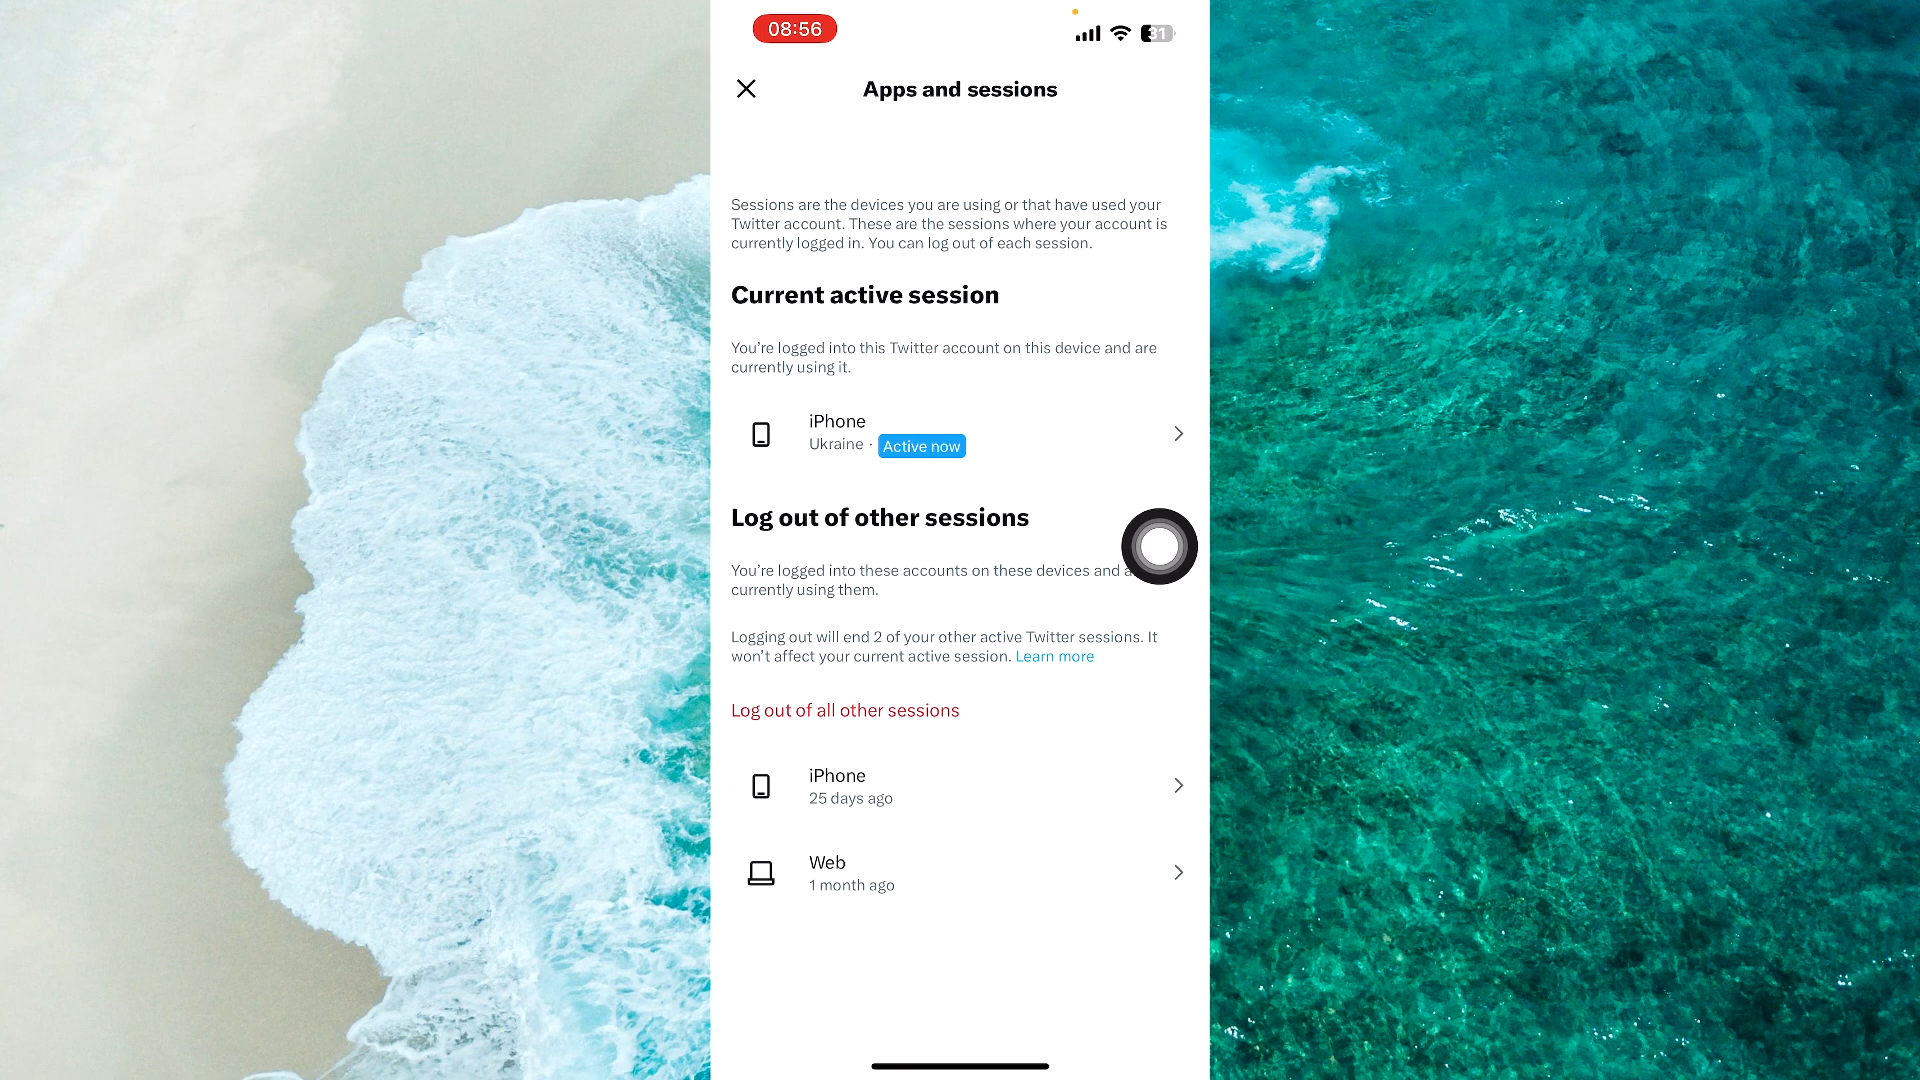 08:56
31
Apps and sessions
Sessions are the devices you are using or that have used your
Twitter account. These are the sessions where your account is
currently logged in. You can log out of each session.
Current active session
You're logged into this Twitter account on this device and are
currently using it.
iPhone
Ukraine · Active now
Log out of other sessions
You're logged into these accounts on these devices and
currently using them.
Logging out will end 2 of your other active Twitter sessions. It
won't affect your current active session. Learn more
Log out of all other sessions
iPhone
25 days ago
Web
1 month ago